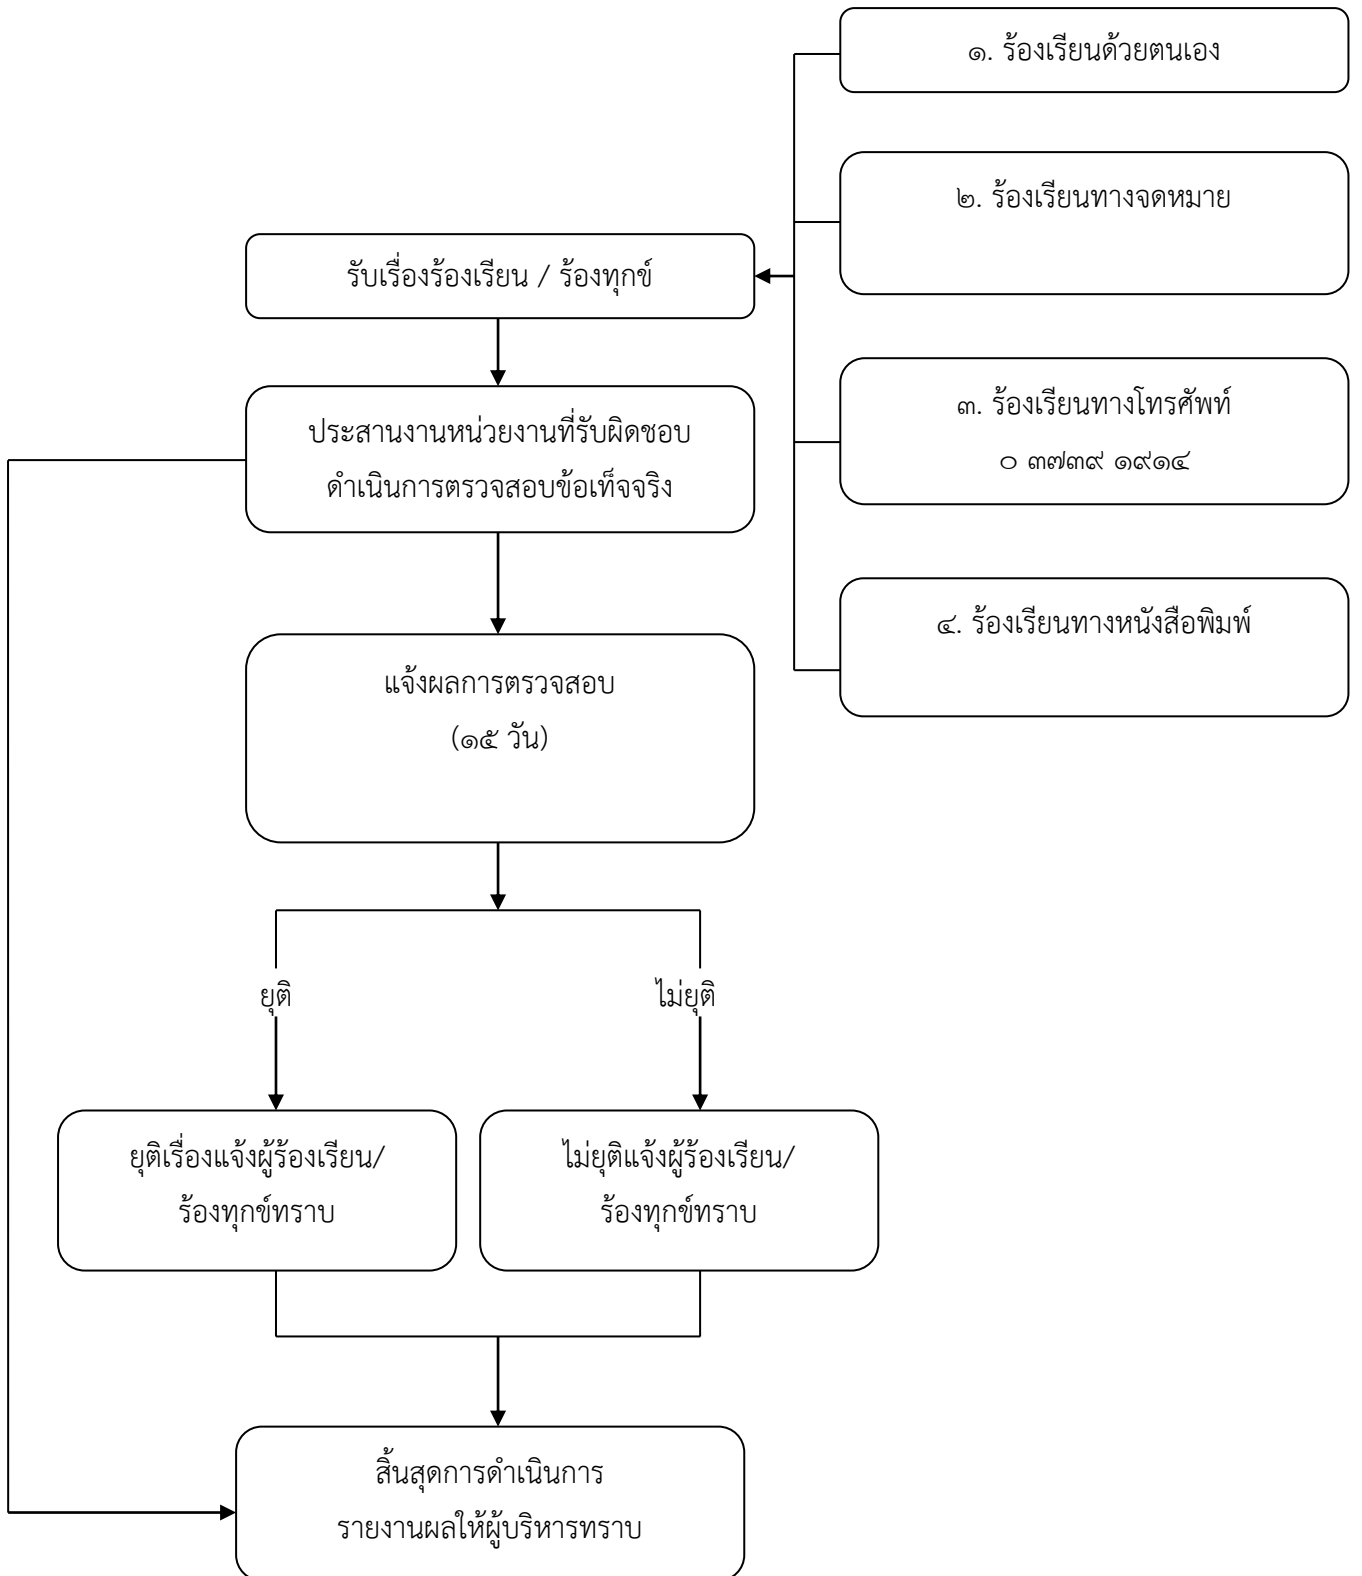 ๑. ร้องเรียนด้วยตนเอง
๒. ร้องเรียนทางจดหมาย
รับเรื่องร้องเรียน / ร้องทุกข์
๓. ร้องเรียนทางโทรศัพท์
๐ ๓๗๓๙ ๑๙๑๔
ประสานงานหน่วยงานที่รับผิดชอบ
ดำเนินการตรวจสอบข้อเท็จจริง
๔. ร้องเรียนทางหนังสือพิมพ์
แจ้งผลการตรวจสอบ
(๑๕ วัน)
ยุติ
ไม่ยุติ
ยุติเรื่องแจ้งผู้ร้องเรียน/
ร้องทุกข์ทราบ
ไม่ยุติแจ้งผู้ร้องเรียน/
ร้องทุกข์ทราบ
สิ้นสุดการดำเนินการ
รายงานผลให้ผู้บริหารทราบ